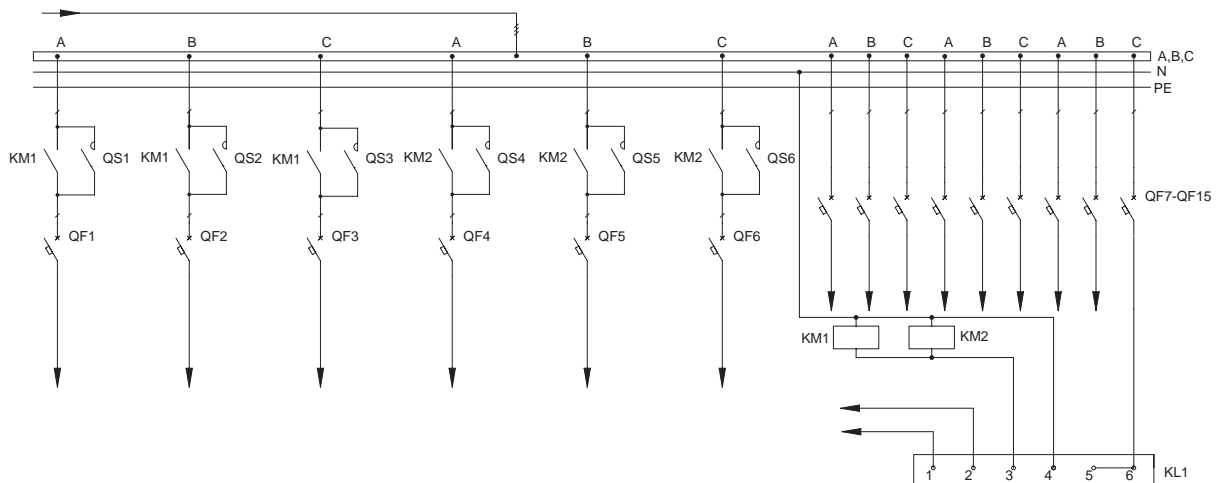 A B C A B C A B C A B C A B C
A,B,C
N
PE
KM1 QS1 KM1 QS2 KM1 QS3 KM2 QS4 KM2 QS5 KM2 QS6
QF7-QF15
QF1 QF2 QF3 QF4 QF5 QF6
KM1 KM2
1 2 3 4 5 6 KL1